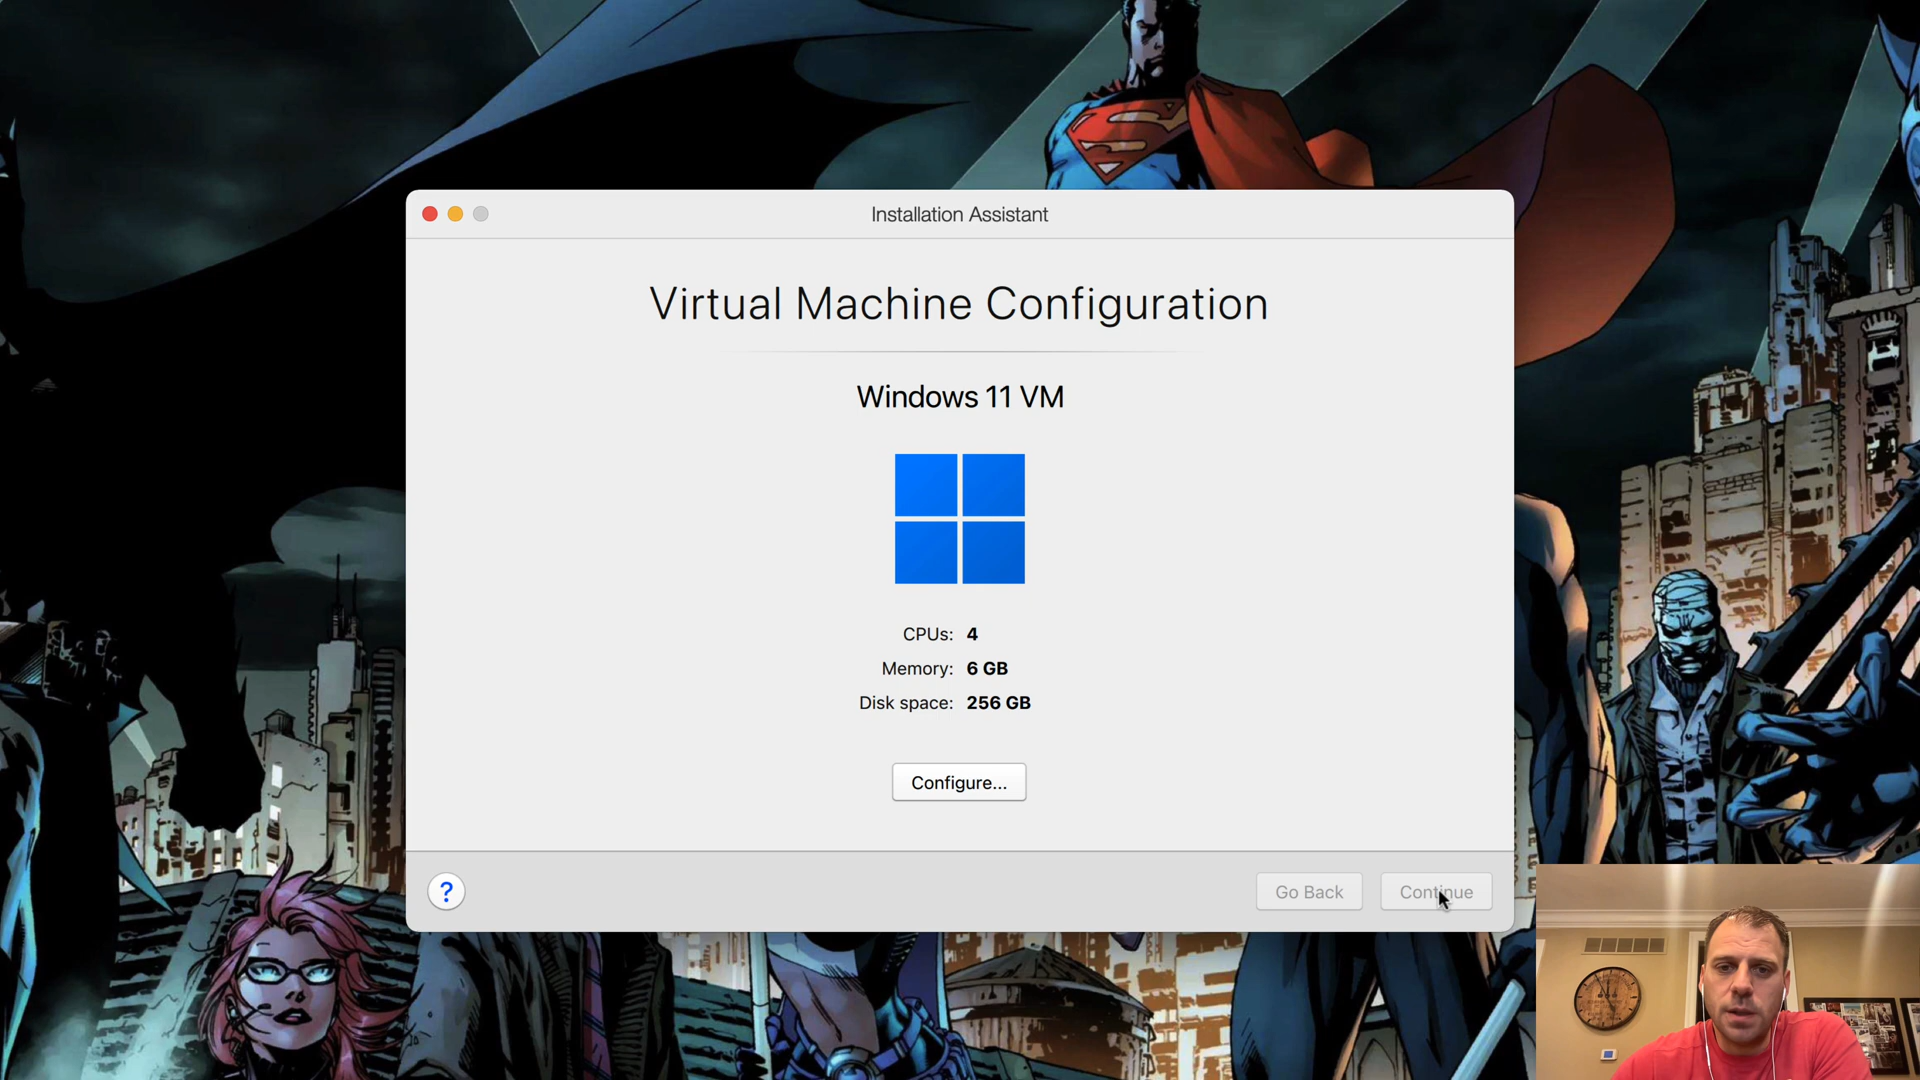 Installation Assistant
Virtual Machine Configuration
Windows 11 VM
CPUs: 4
Memory: 6 GB
Disk space: 256 GB
Configure...
?
Go Back
Continue